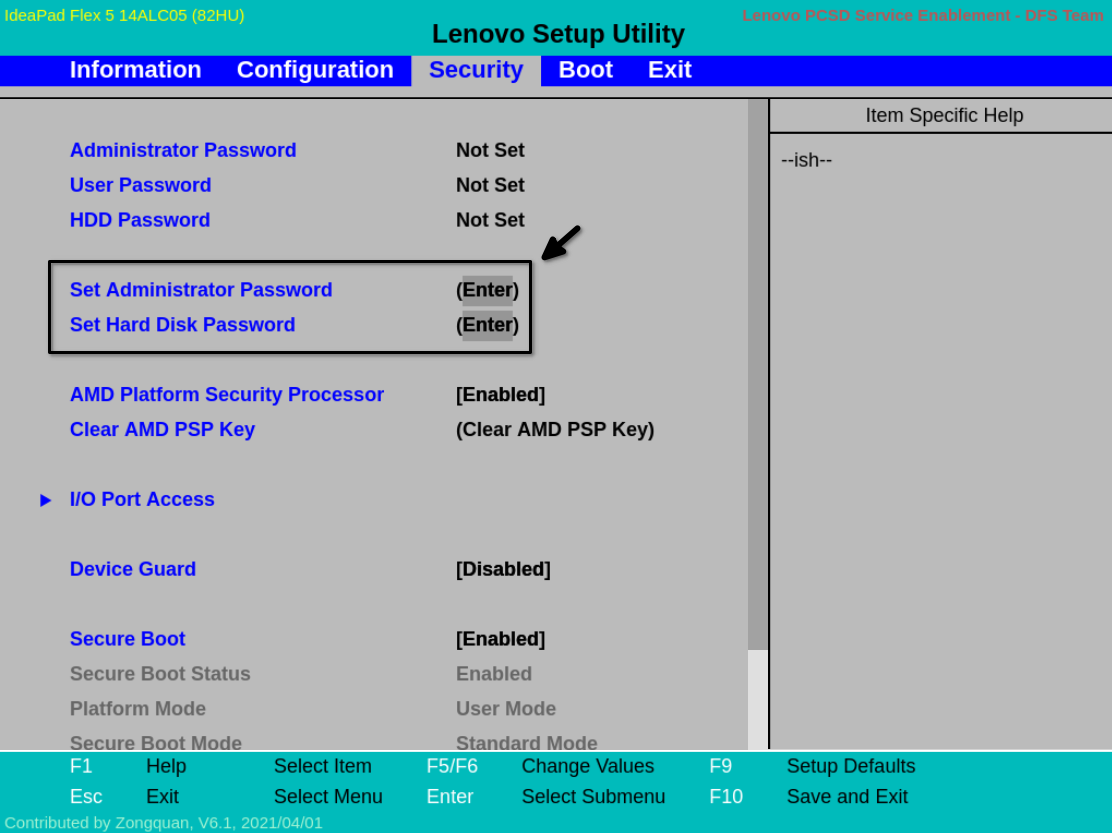 IdeaPad Flex 5 14ALC05 (82HU)
Lenovo PCSD Service Enablement - DFS Team
Lenovo Setup Utility
Information Configuration Security Boot Exit
Item Specific Help
--ish--
Administrator Password Not Set
User Password Not Set
HDD Password Not Set
Set Administrator Password (Enter)
Set Hard Disk Password (Enter)
AMD Platform Security Processor [Enabled]
Clear AMD PSP Key (Clear AMD PSP Key)
I/O Port Access
Device Guard [Disabled]
Secure Boot [Enabled]
Secure Boot Status Enabled
Platform Mode User Mode
Secure Boot Mode Standard Mode
F1 Help Select Item F5/F6 Change Values F9 Setup Defaults
Esc Exit Select Menu Enter Select Submenu F10 Save and Exit
Contributed by Zongquan, V6.1, 2021/04/01